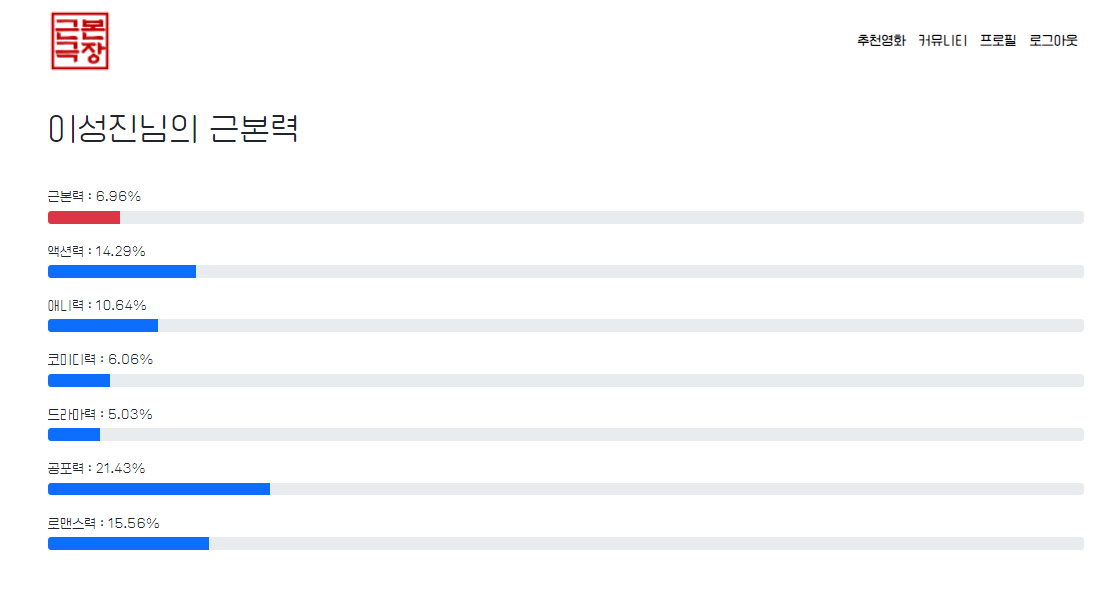 근본
극장
추천영화 커뮤니티 프로필 로그아웃
이성진님의 근본력
근본력 : 6.96%
액션력 : 14.29%
애니력 : 10.64%
코미디력 : 6.06%
드라마력 : 5.03%
공포력 : 21.43%
로맨스력 : 15.56%